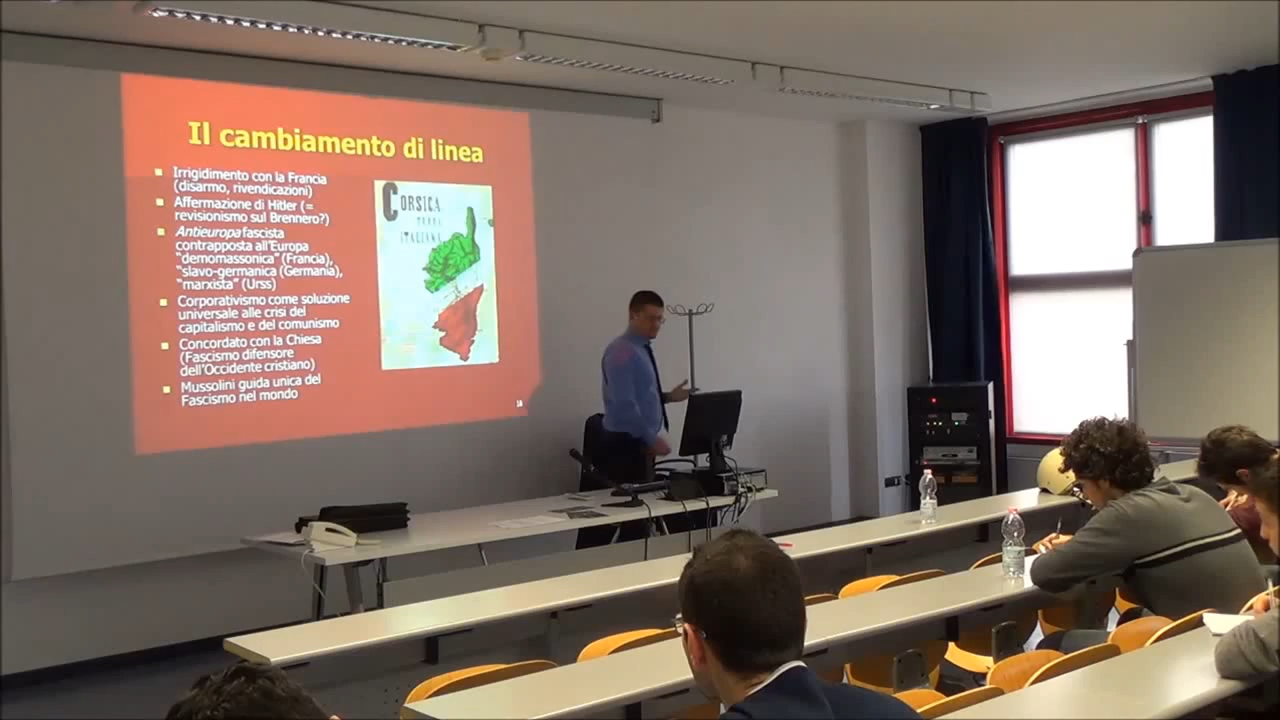 Il cambiamento di linea
Irrigidimento con la Francia
(disarmo, rivendicazioni)
Affermazione di Hitler (=
revisionismo sul Brennero?)
Antieuropa fascista
contrapposta all'Europa
"demomassonica" (Francia),
"slavo-germanica (Germania),
"marxista" (Urss)
Corporativismo come soluzione
universale alle crisi del
capitalismo e del comunismo
Concordato con la Chiesa
(Fascismo difensore
dell'Occidente cristiano)
Mussolini guida unica del
Fascismo nel mondo
CORSICA
TERRA
ITALIANA
18